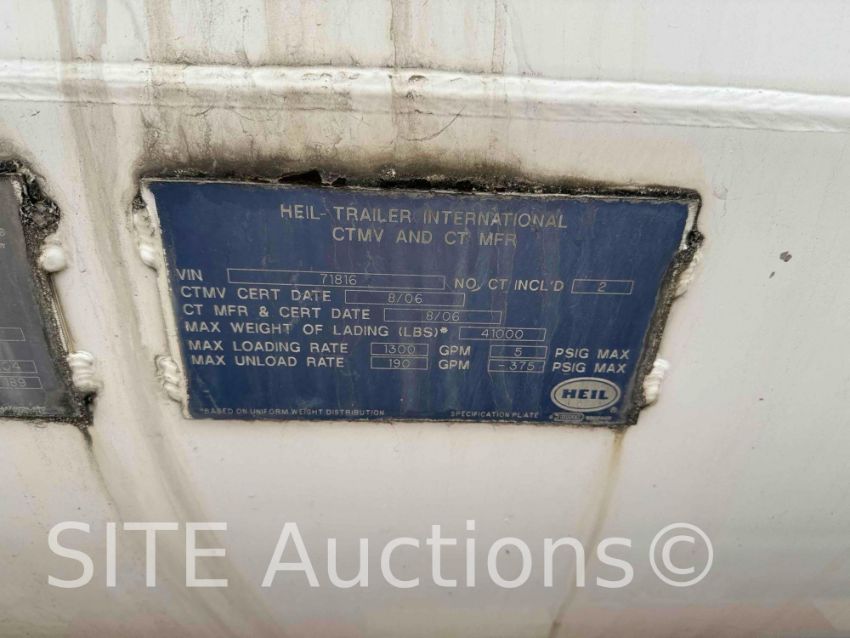 HEIL-TRAILER INTERNATIONAL
CTMV AND CT MFR
VIN 71816 NO. CT INCL'D 2
CTMV CERT DATE 8/06
CT MFR & CERT DATE 8/06
MAX WEIGHT OF LADING (LBS)* 41000
MAX LOADING RATE 1300 GPM 5 PSIG MAX
MAX UNLOAD RATE 190 GPM -.375 PSIG MAX
HEIL
*BASED ON UNIFORM WEIGHT DISTRIBUTION SPECIFICATION PLATE
04
189
SITE Auctions©